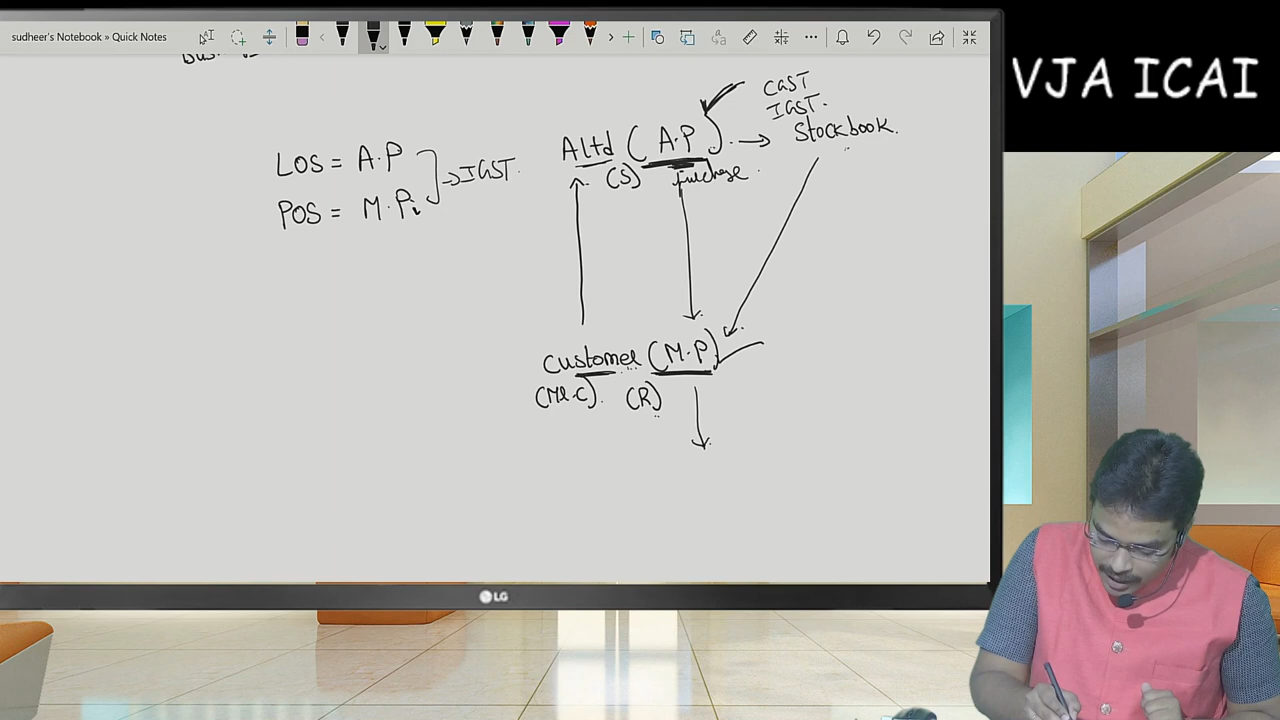 sudheer's Notebook » Quick Notes
VJA ICAI
CGST
IGST.
ALtd ( A.P ) . → Stockbook.
(S) purchase.
LOS = A.P
→ IGST.
POS = M.P
Customer (M.P)
(R)
LG